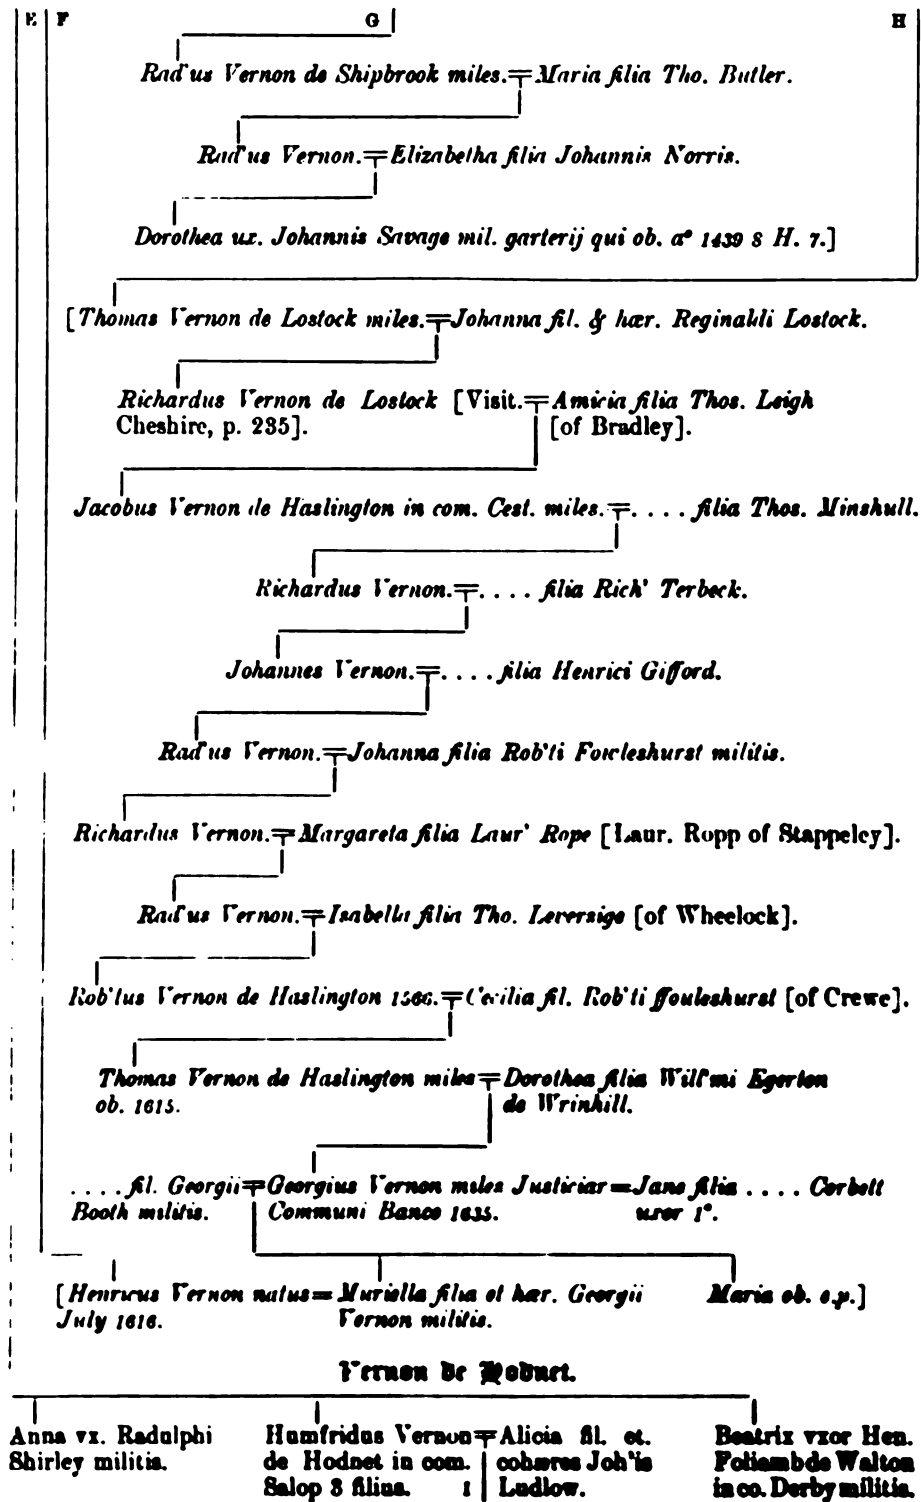 E F G H
Rad'us Vernon de Shipbrook miles.=Maria filia Tho. Butler.
Rad'us Vernon.=Elizabetha filia Johannis Norris.
Dorothea ux. Johannis Savage mil. garterij qui ob. a° 1439 8 H. 7.]
[Thomas Vernon de Lostock miles.=Johanna fil. & hær. Reginaldi Lostock.
Richardus Vernon de Lostock [Visit.=Amicia filia Thos. Leigh
Cheshire, p. 235]. [of Bradley].
Jacobus Vernon de Haslington in com. Cest. miles.=. . . . filia Thos. Minshull.
Richardus Vernon.=. . . . filia Rich' Terbeck.
Johannes Vernon.=. . . . filia Henrici Gifford.
Rad'us Vernon.=Johanna filia Rob'ti Fowleshurst militis.
Richardus Vernon.=Margareta filia Laur' Rope [Laur. Ropp of Stappeley].
Rad'us Vernon.=Isabella filia Tho. Leversige [of Wheelock].
Rob'tus Vernon de Haslington 1566.=Cecilia fil. Rob'ti ffouleshurst [of Crewe].
Thomas Vernon de Haslington miles=Dorothea filia Will'mi Egerton
ob. 1615. de Wrinhill.
. . . . fil. Georgii=Georgius Vernon miles Justiciar=Jane filia . . . . Corbett
Booth militis. Communi Banco 1635. uxor 1°.
[Henricus Vernon natus=Muriella filia et hær. Georgii Maria ob. s.p.]
July 1616. Vernon militis.
Vernon de Hodnet.
Anna vx. Radulphi Humfridus Vernon=Alicia fil. et. Beatrix vxor Hen.
Shirley militis. de Hodnet in com. cohæres Joh'is Foliamb de Walton
Salop 3 filius. 1 Ludlow. in co. Derby militis.